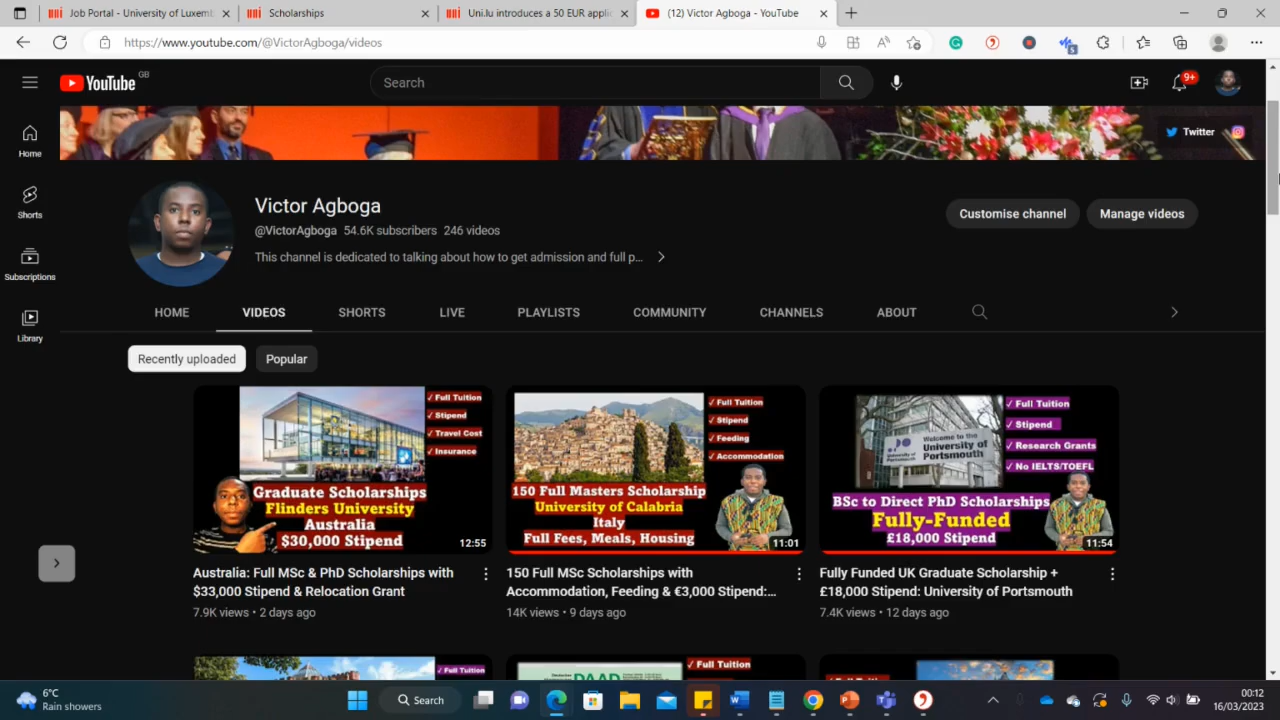 Job Portal - University of Luxemb
Scholarships
Uni.lu introduces a 50 EUR applic
(12) Victor Agboga - YouTube
https://www.youtube.com/@VictorAgboga/videos
YouTube GB
Search
9+
Twitter
Home
Shorts
Subscriptions
Library
Victor Agboga
@VictorAgboga 54.6K subscribers 246 videos
This channel is dedicated to talking about how to get admission and full p...
Customise channel
Manage videos
HOME VIDEOS SHORTS LIVE PLAYLISTS COMMUNITY CHANNELS ABOUT
Recently uploaded
Popular
✓ Full Tuition
✓ Stipend
✓ Travel Cost
✓ Insurance
Graduate Scholarships
Flinders University
Australia
$30,000 Stipend
12:55
Australia: Full MSc & PhD Scholarships with
$33,000 Stipend & Relocation Grant
7.9K views • 2 days ago
✓ Full Tuition
✓ Stipend
✓ Feeding
✓ Accommodation
150 Full Masters Scholarship
University of Calabria
Italy
Full Fees, Meals, Housing
11:01
150 Full MSc Scholarships with
Accommodation, Feeding & €3,000 Stipend:...
14K views • 9 days ago
✓ Full Tuition
✓ Stipend
✓ Research Grants
✓ No IELTS/TOEFL
Welcome to the
University of
Portsmouth
BSc to Direct PhD Scholarships
Fully-Funded
£18,000 Stipend
11:54
Fully Funded UK Graduate Scholarship +
£18,000 Stipend: University of Portsmouth
7.4K views • 12 days ago
✓ Full Tuition
DAAD
✓ Full Tuition
6°C
Rain showers
Search
00:12
16/03/2023